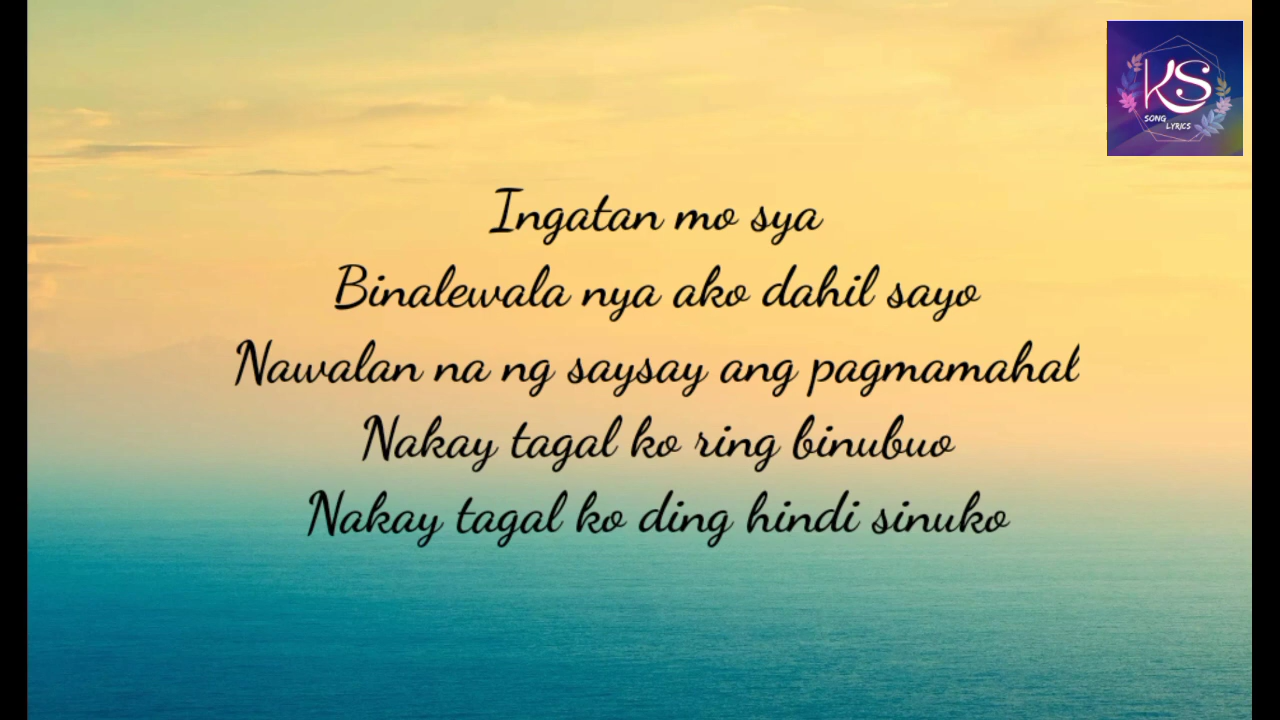 KS
SONG
LYRICS
Ingatan mo sya
Binalewala nya ako dahil sayo
Nawalan na ng saysay ang pagmamahal
Nakay tagal ko ring binubuo
Nakay tagal ko ding hindi sinuko